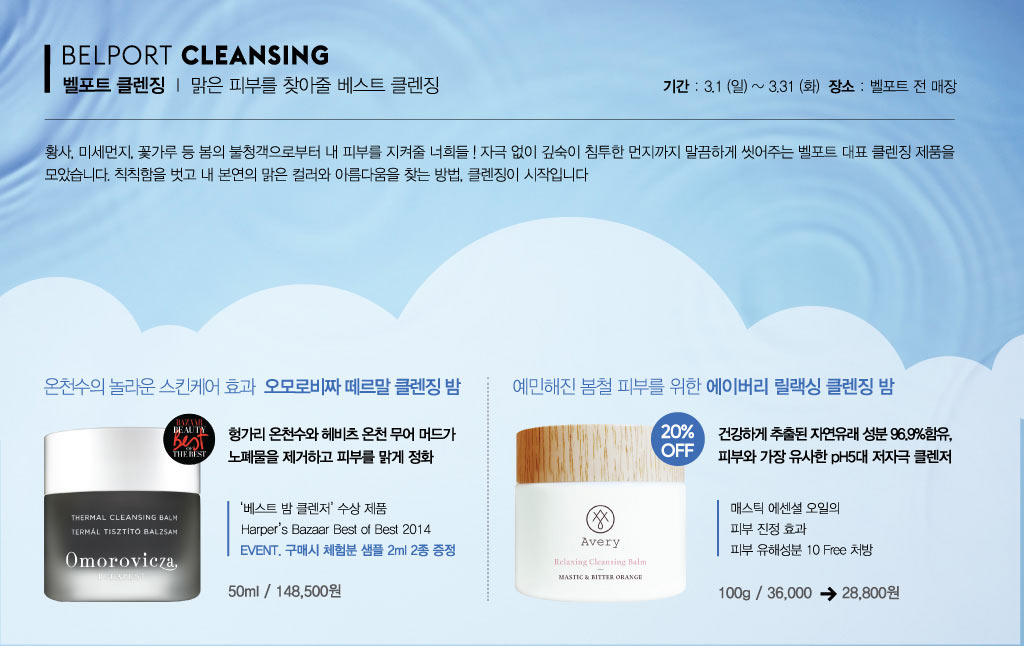 BELPORT CLEANSING
벨포트 클렌징 | 맑은 피부를 찾아줄 베스트 클렌징
기간 : 3.1 (일) ~ 3.31 (화) 장소 : 벨포트 전 매장
황사, 미세먼지, 꽃가루 등 봄의 불청객으로부터 내 피부를 지켜줄 너희들 ! 자극 없이 깊숙이 침투한 먼지까지 말끔하게 씻어주는 벨포트 대표 클렌징 제품을
모았습니다. 칙칙함을 벗고 내 본연의 맑은 컬러와 아름다움을 찾는 방법, 클렌징이 시작입니다
온천수의 놀라운 스킨케어 효과 오모로비짜 떼르말 클렌징 밤
BAZAAR
BEAUTY
best
OF
THE BEST
헝가리 온천수와 헤비츠 온천 무어 머드가
노폐물을 제거하고 피부를 맑게 정화
THERMAL CLEANSING BALM
TERMÁL TISZTÍTÓ BALZSAM
Omorovicza
BUDAPEST
'베스트 밤 클렌저' 수상 제품
Harper's Bazaar Best of Best 2014
EVENT. 구매시 체험분 샘플 2ml 2종 증정
50ml / 148,500원
예민해진 봄철 피부를 위한 에이버리 릴랙싱 클렌징 밤
20%
OFF
건강하게 추출된 자연유래 성분 96.9%함유,
피부와 가장 유사한 pH5대 저자극 클렌저
Avery
Relaxing Cleansing Balm
MASTIC & BITTER ORANGE
매스틱 에센셜 오일의
피부 진정 효과
피부 유해성분 10 Free 처방
100g / 36,000 ➔ 28,800원